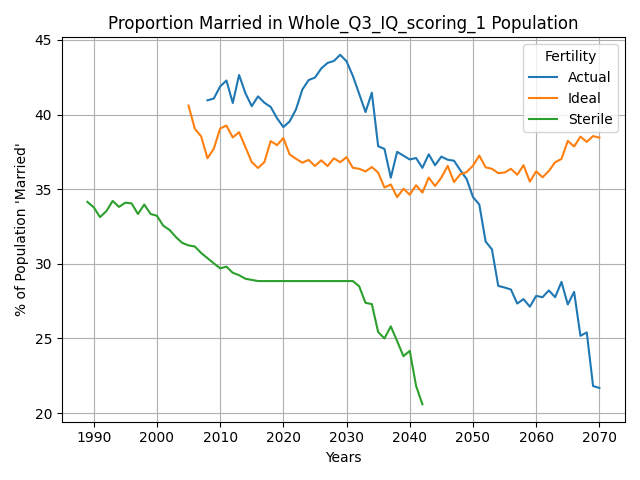 Proportion Married in Whole_Q3_IQ_scoring_1 Population
% of Population 'Married'
45
40
35
30
25
20
1990 2000 2010 2020 2030 2040 2050 2060 2070
Years
Fertility
Actual
Ideal
Sterile